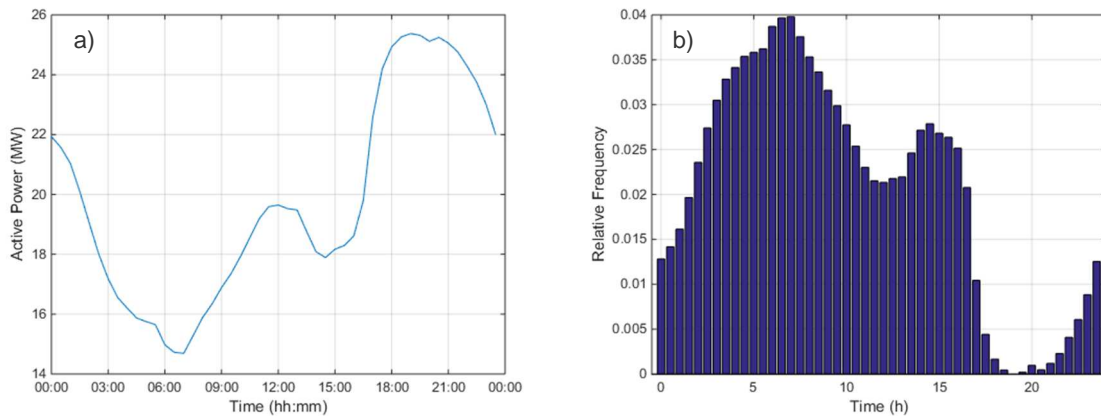 a)
Active Power (MW)
26
24
22
20
18
16
14
00:00 03:00 06:00 09:00 12:00 15:00 18:00 21:00 00:00
Time (hh:mm)
b)
Relative Frequency
0.04
0.035
0.03
0.025
0.02
0.015
0.01
0.005
0
0 5 10 15 20
Time (h)